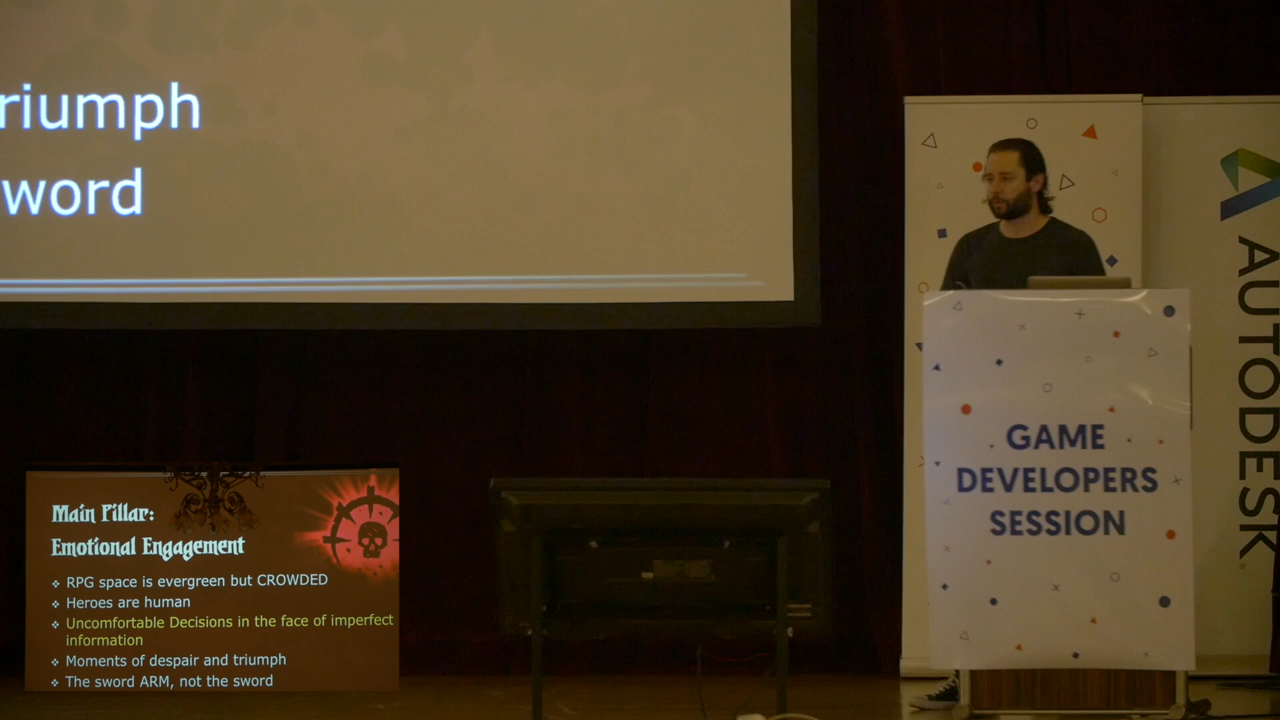 riumph
word
AUTODESK
GAME
DEVELOPERS
SESSION
Main Pillar:
Emotional Engagement
RPG space is evergreen but CROWDED
Heroes are human
Uncomfortable Decisions in the face of imperfect
information
Moments of despair and triumph
The sword ARM, not the sword